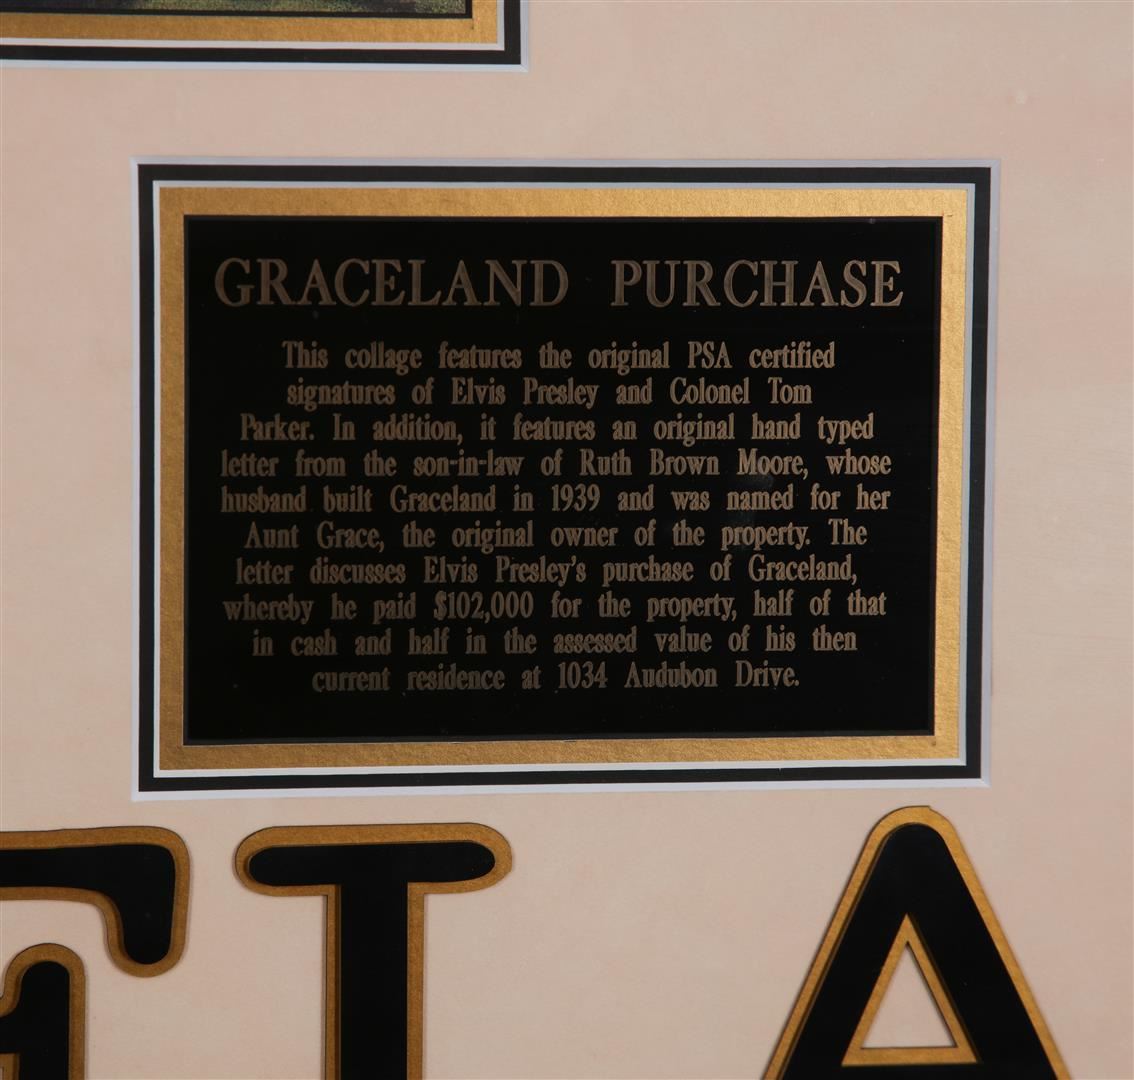 GRACELAND PURCHASE
This collage features the original PSA certified
signatures of Elvis Presley and Colonel Tom
Parker. In addition, it features an original hand typed
letter from the son-in-law of Ruth Brown Moore, whose
husband built Graceland in 1939 and was named for her
Aunt Grace, the original owner of the property. The
letter discusses Elvis Presley's purchase of Graceland,
whereby he paid $102,000 for the property, half of that
in cash and half in the assessed value of his then
current residence at 1034 Audubon Drive.
ELA